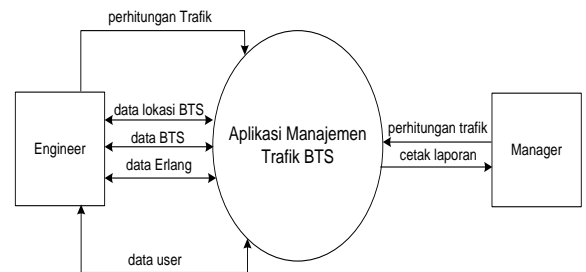 perhitungan Trafik
data lokasi BTS
data BTS
data Erlang
Engineer
Aplikasi Manajemen
Trafik BTS
perhitungan trafik
cetak laporan
Manager
data user